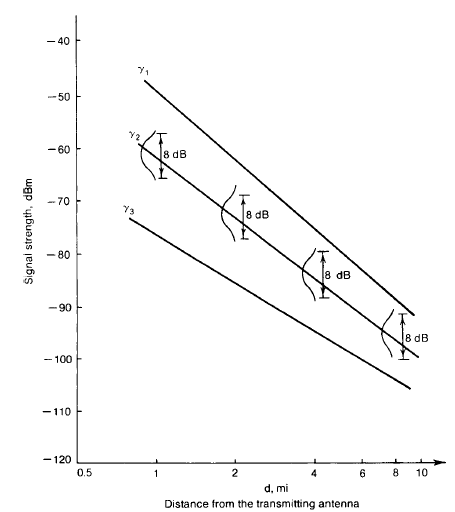 −40
−50
−60
−70
−80
−90
−100
−110
−120
Signal strength, dBm
γ1
γ2
γ3
8 dB
8 dB
8 dB
8 dB
0.5 1 2 4 6 8 10
d, mi
Distance from the transmitting antenna